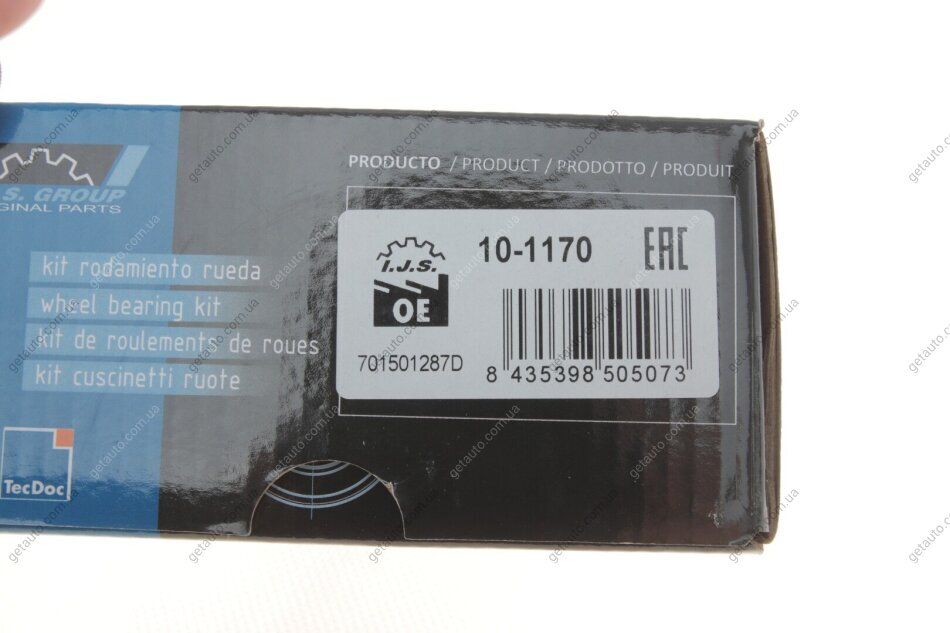 S. GROUP
GINAL PARTS
kit rodamiento rueda
wheel bearing kit
kit de roulements de roues
kit cuscinetti ruote
TecDoc
PRODUCTO / PRODUCT / PRODOTTO / PRODUIT
I.J.S.
OE
10-1170
EAC
701501287D
8 435398 505073
getauto.com.ua